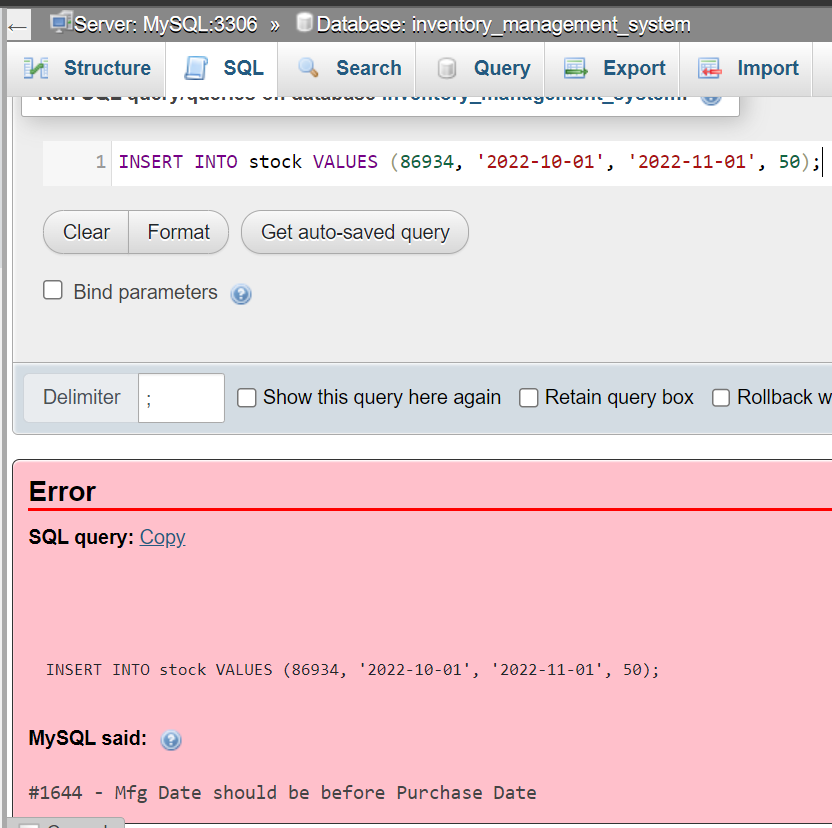 Server: MySQL:3306 » Database: inventory_management_system
Structure SQL Search Query Export Import
Run SQL query/queries on database inventory_management_system:
1 INSERT INTO stock VALUES (86934, '2022-10-01', '2022-11-01', 50);
Clear Format Get auto-saved query
Bind parameters
Delimiter ; Show this query here again Retain query box Rollback w
Error
SQL query: Copy
INSERT INTO stock VALUES (86934, '2022-10-01', '2022-11-01', 50);
MySQL said:
#1644 - Mfg Date should be before Purchase Date